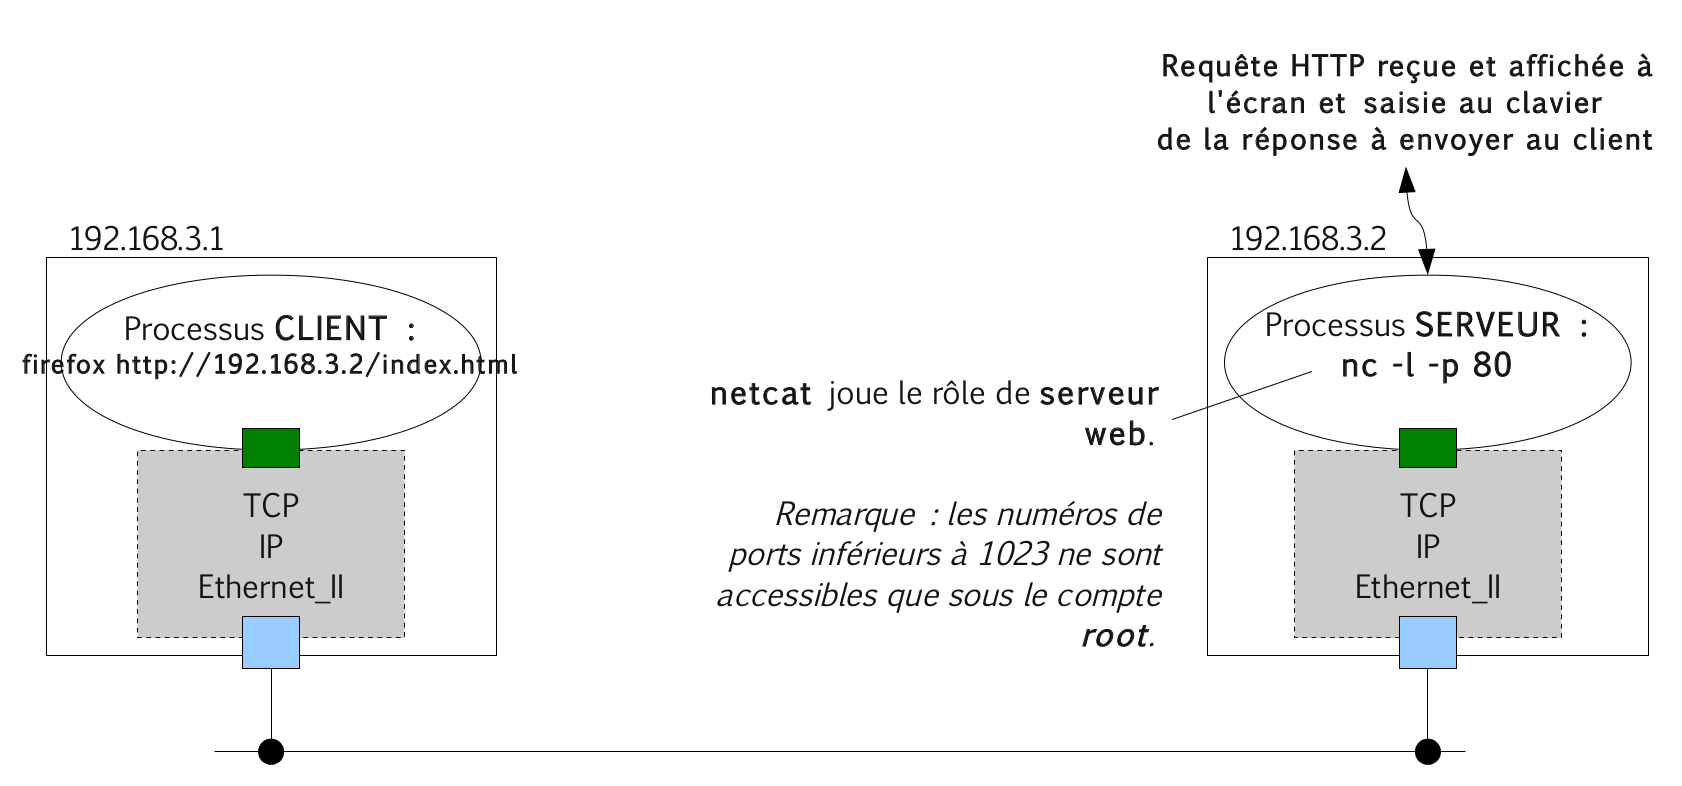 Requête HTTP reçue et affichée à
l'écran et saisie au clavier
de la réponse à envoyer au client
192.168.3.1
Processus CLIENT :
firefox http://192.168.3.2/index.html
TCP
IP
Ethernet_II
netcat joue le rôle de serveur
web.
Remarque : les numéros de
ports inférieurs à 1023 ne sont
accessibles que sous le compte
root.
192.168.3.2
Processus SERVEUR :
nc -l -p 80
TCP
IP
Ethernet_II